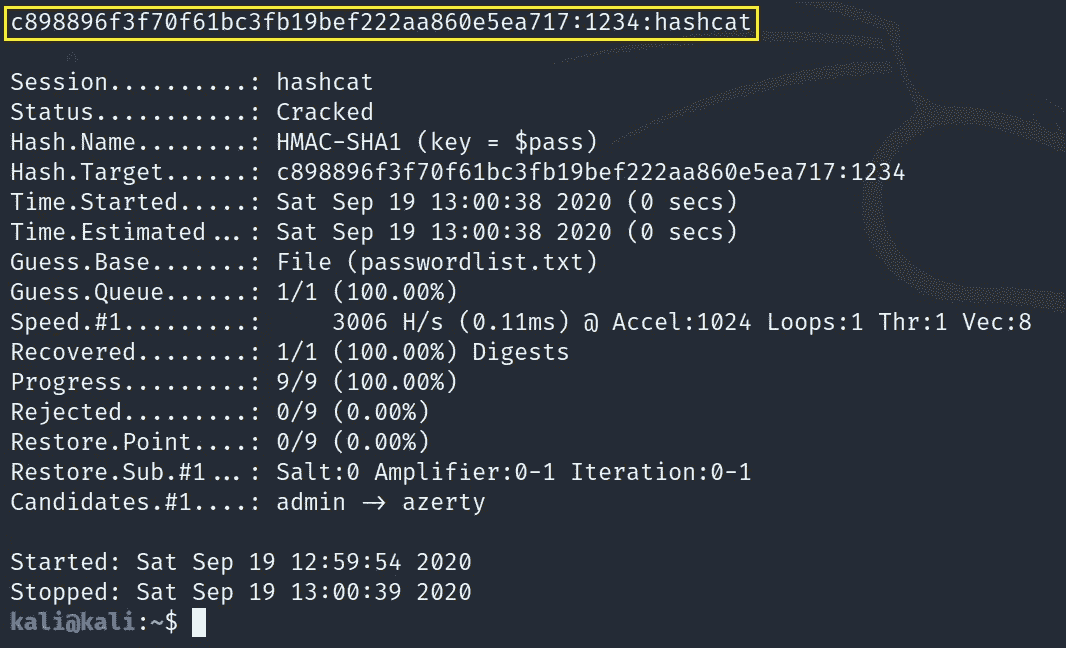 c898896f3f70f61bc3fb19bef222aa860e5ea717:1234:hashcat
Session..........: hashcat
Status...........: Cracked
Hash.Name........: HMAC-SHA1 (key = $pass)
Hash.Target......: c898896f3f70f61bc3fb19bef222aa860e5ea717:1234
Time.Started.....: Sat Sep 19 13:00:38 2020 (0 secs)
Time.Estimated...: Sat Sep 19 13:00:38 2020 (0 secs)
Guess.Base.......: File (passwordlist.txt)
Guess.Queue......: 1/1 (100.00%)
Speed.#1.........:     3006 H/s (0.11ms) @ Accel:1024 Loops:1 Thr:1 Vec:8
Recovered........: 1/1 (100.00%) Digests
Progress.........: 9/9 (100.00%)
Rejected.........: 0/9 (0.00%)
Restore.Point....: 0/9 (0.00%)
Restore.Sub.#1...: Salt:0 Amplifier:0-1 Iteration:0-1
Candidates.#1....: admin -> azerty
Started: Sat Sep 19 12:59:54 2020
Stopped: Sat Sep 19 13:00:39 2020
kali@kali:~$